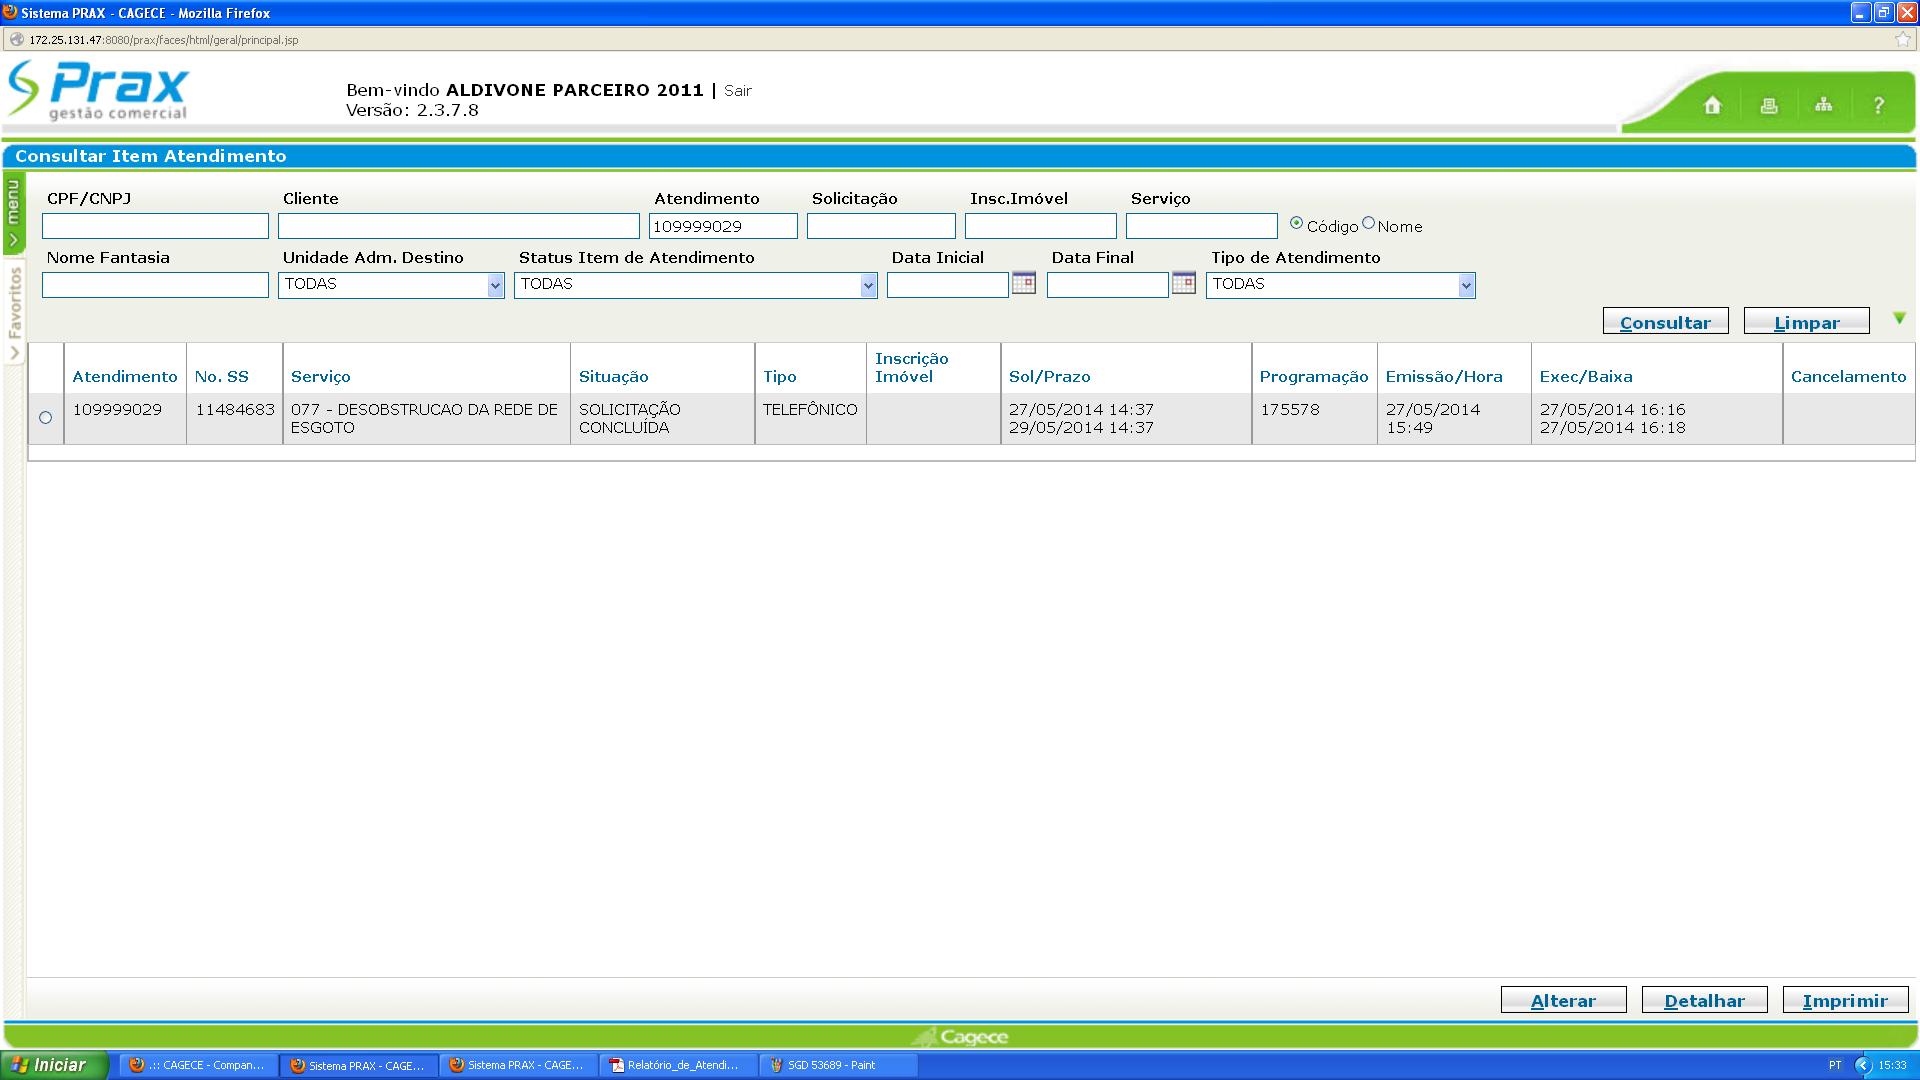 Sistema PRAX - CAGECE - Mozilla Firefox
172.25.131.47:8080/prax/faces/html/geral/principal.jsp
Prax
gestão comercial
Bem-vindo ALDIVONE PARCEIRO 2011 | Sair
Versão: 2.3.7.8
?
Consultar Item Atendimento
> menu
> Favoritos
CPF/CNPJ Cliente Atendimento Solicitação Insc.Imóvel Serviço
109999029 Código Nome
Nome Fantasia Unidade Adm. Destino Status Item de Atendimento Data Inicial Data Final Tipo de Atendimento
TODAS TODAS TODAS
Consultar Limpar
Atendimento No. SS Serviço Situação Tipo Inscrição Imóvel Sol/Prazo Programação Emissão/Hora Exec/Baixa Cancelamento
109999029 11484683 077 - DESOBSTRUCAO DA REDE DE SOLICITAÇÃO TELEFÔNICO 27/05/2014 14:37 175578 27/05/2014 27/05/2014 16:16
ESGOTO CONCLUÍDA 29/05/2014 14:37 15:49 27/05/2014 16:18
Alterar Detalhar Imprimir
Cagece
Iniciar .:: CAGECE - Compan... Sistema PRAX - CAGE... Sistema PRAX - CAGE... Relatório_de_Atendi... SGD 53689 - Paint PT 15:33